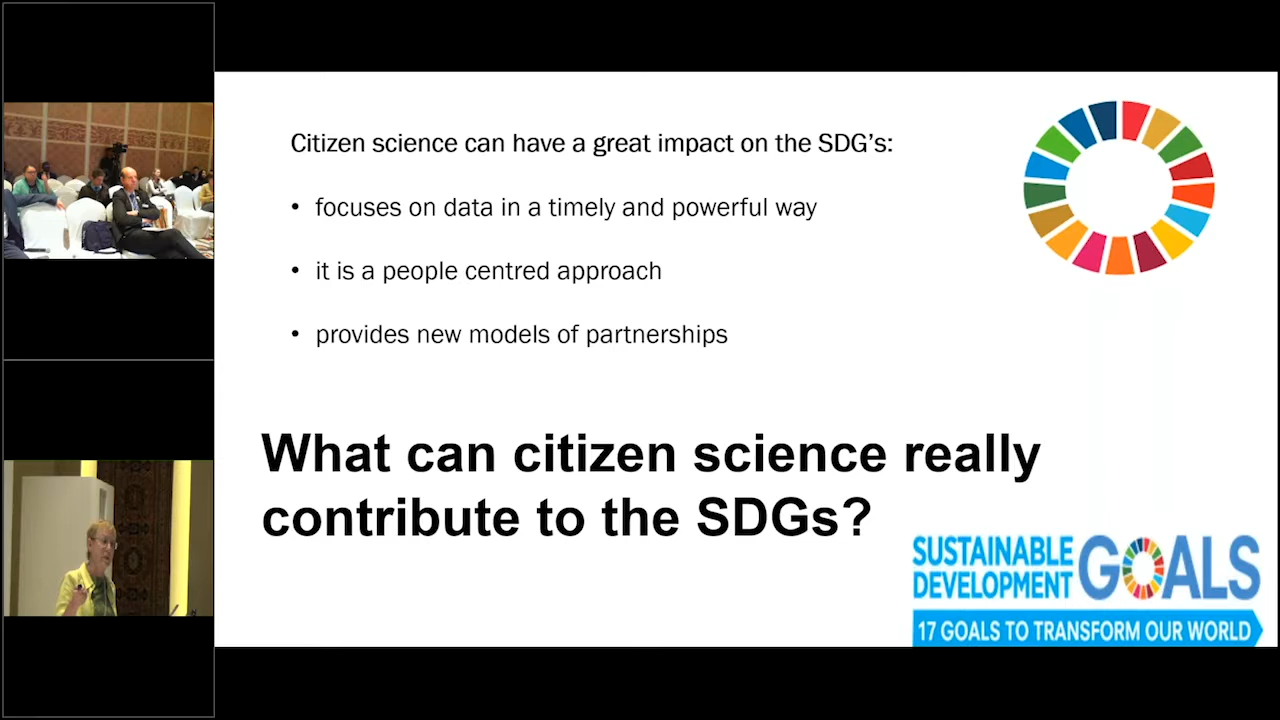 Citizen science can have a great impact on the SDG's:
• focuses on data in a timely and powerful way
• it is a people centred approach
• provides new models of partnerships
What can citizen science really
contribute to the SDGs?
SUSTAINABLE
DEVELOPMENT
GOALS
17 GOALS TO TRANSFORM OUR WORLD